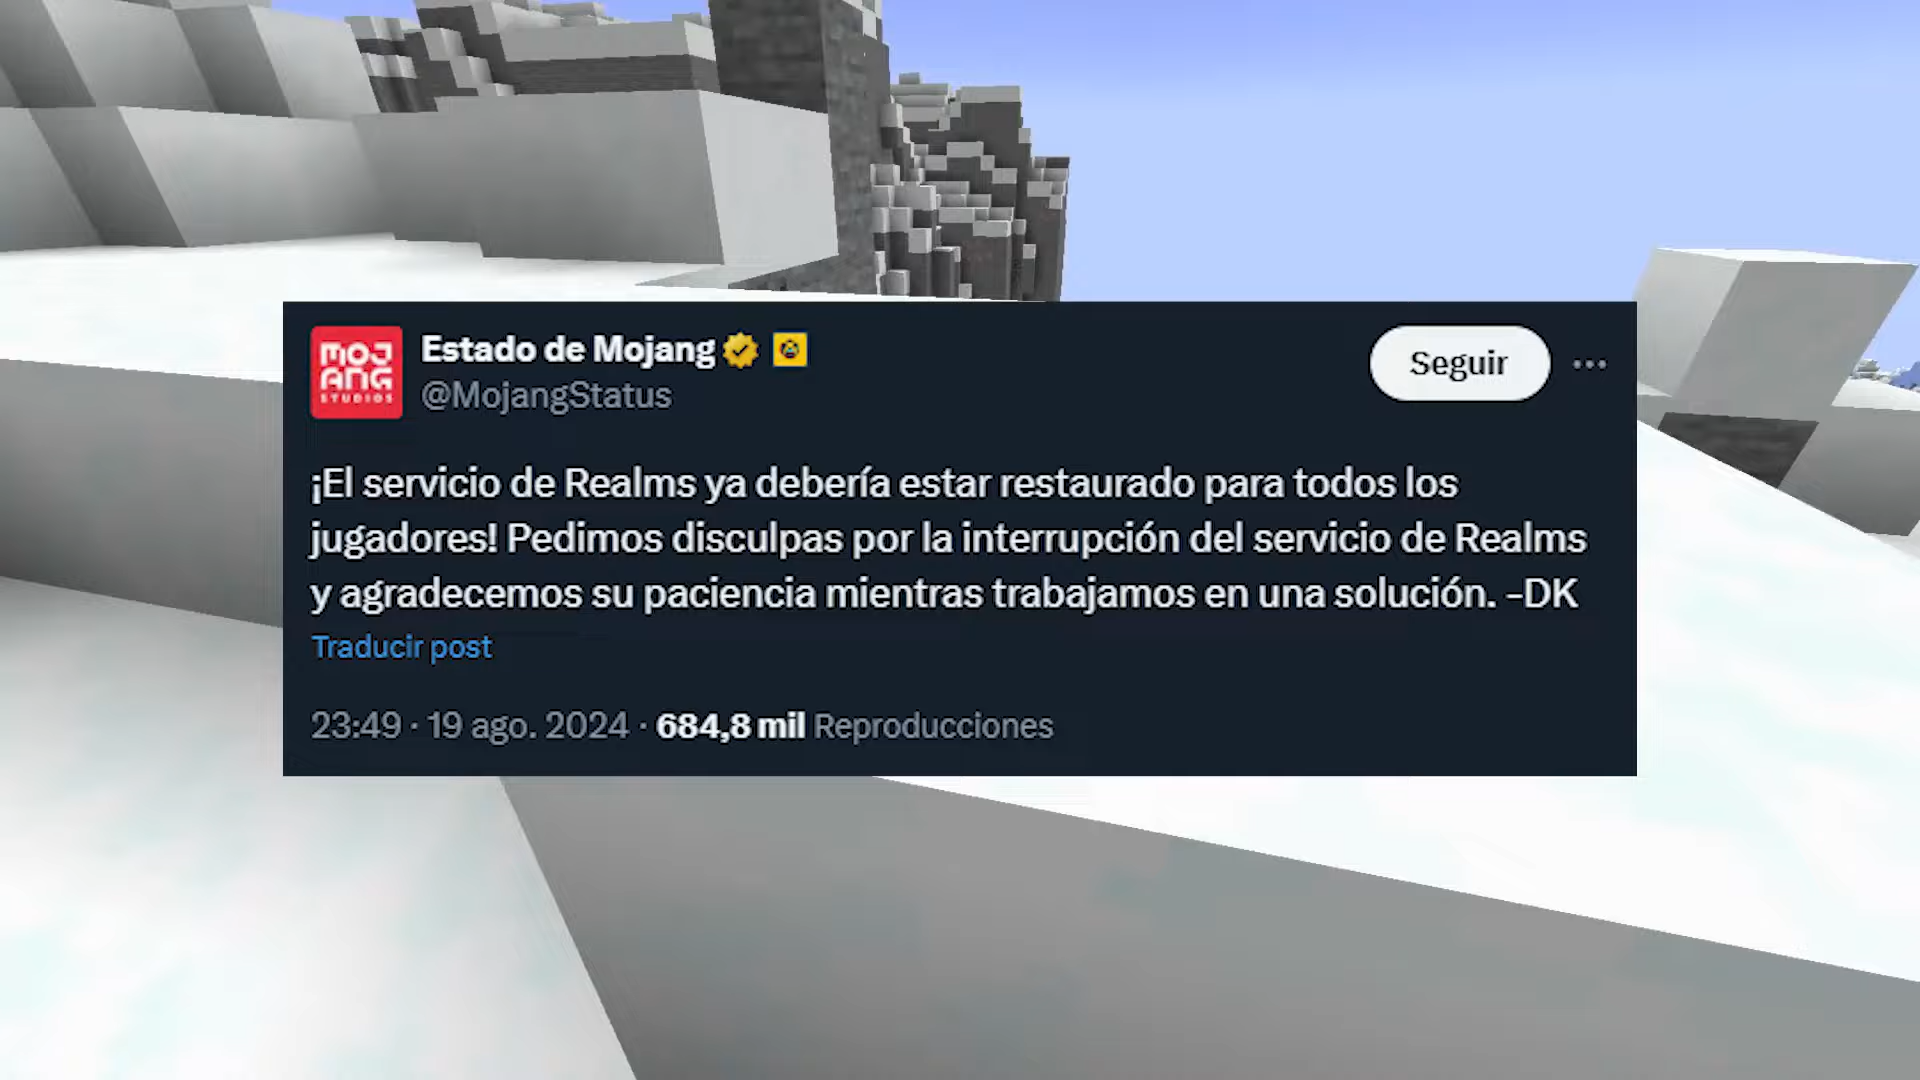 MOJ
ANG
STUDIOS
Estado de Mojang
@MojangStatus
Seguir
¡El servicio de Realms ya debería estar restaurado para todos los
jugadores! Pedimos disculpas por la interrupción del servicio de Realms
y agradecemos su paciencia mientras trabajamos en una solución. -DK
Traducir post
23:49 · 19 ago. 2024 · 684,8 mil Reproducciones